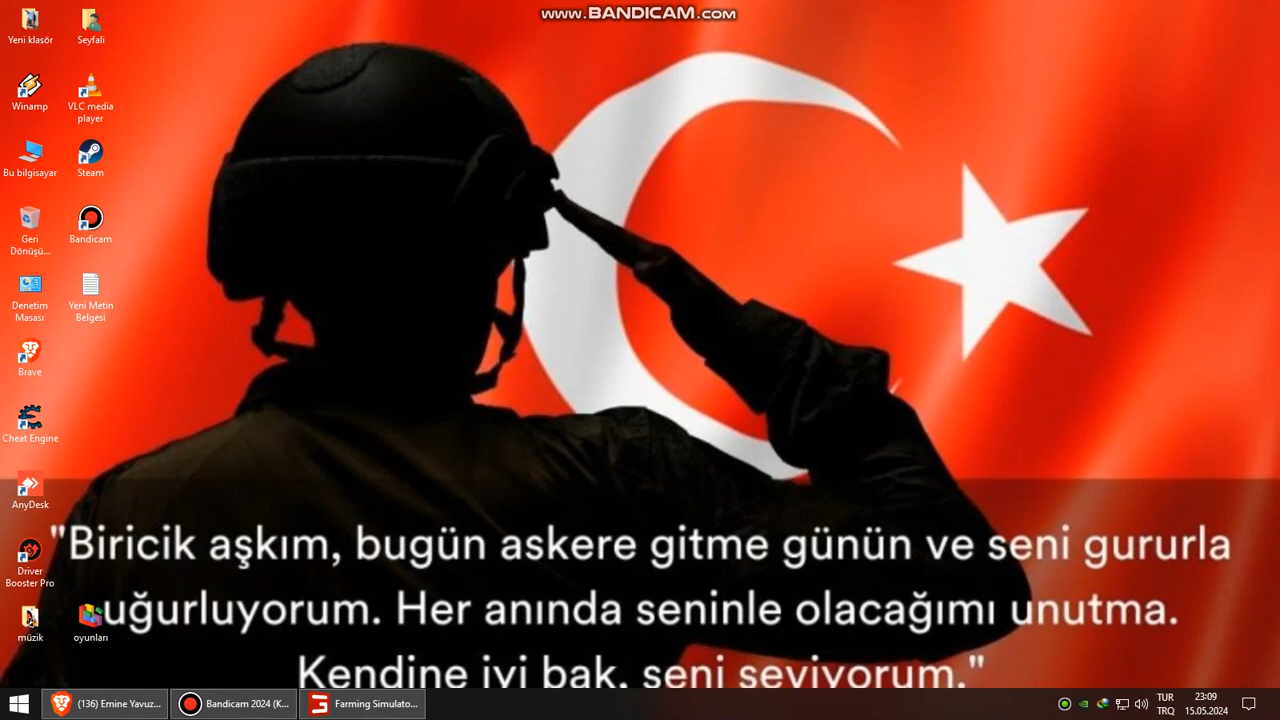 www.BANDICAM.com
Yeni klasör
Seyfali
Winamp
VLC media
player
Bu bilgisayar
Steam
Geri
Dönüşü...
Bandicam
Denetim
Masası
Yeni Metin
Belgesi
Brave
Cheat Engine
AnyDesk
Driver
Booster Pro
müzik
oyunları
"Biricik aşkım, bugün askere gitme günün ve seni gururla
uğurluyorum. Her anında seninle olacağımı unutma.
Kendine iyi bak, seni seviyorum."
(136) Emine Yavuz...
Bandicam 2024 (K...
Farming Simulato...
TUR
TRQ
23:09
15.05.2024